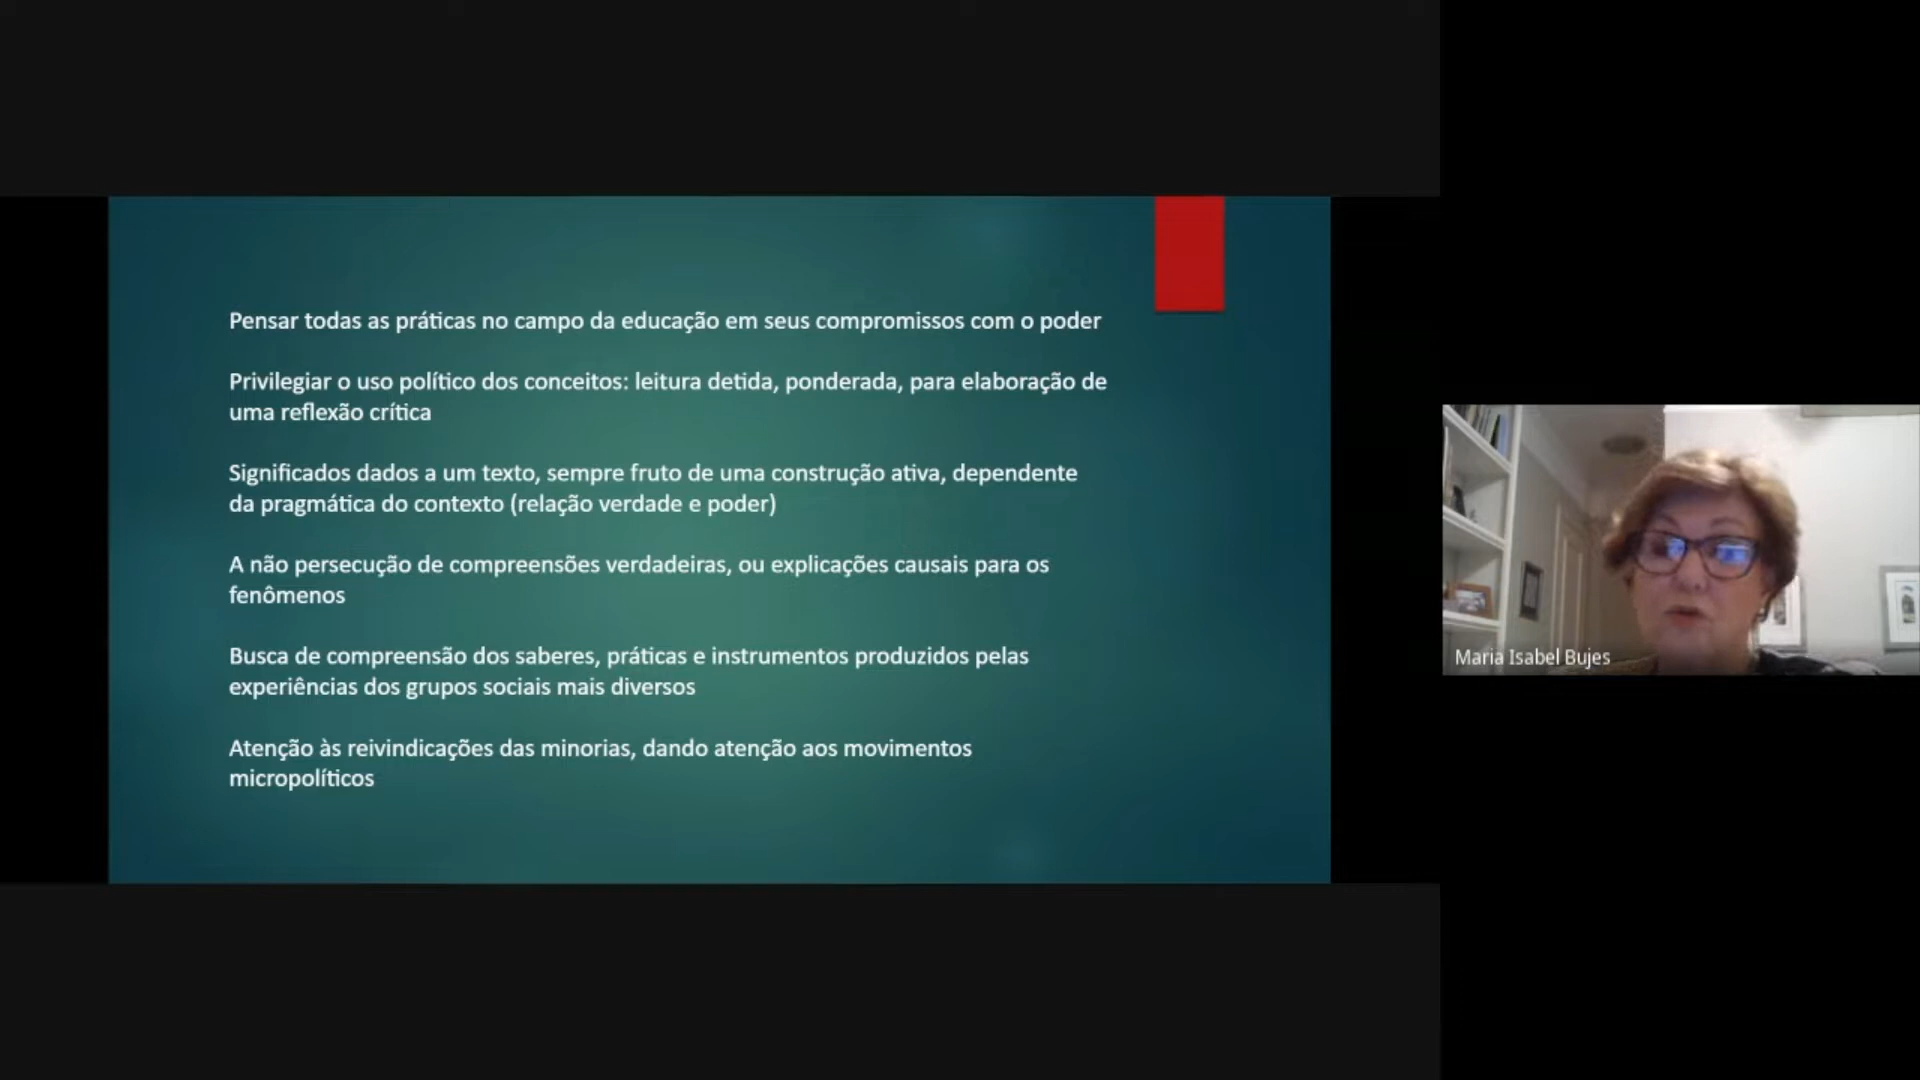 Pensar todas as práticas no campo da educação em seus compromissos com o poder
Privilegiar o uso político dos conceitos: leitura detida, ponderada, para elaboração de
uma reflexão crítica
Significados dados a um texto, sempre fruto de uma construção ativa, dependente
da pragmática do contexto (relação verdade e poder)
A não persecução de compreensões verdadeiras, ou explicações causais para os
fenômenos
Busca de compreensão dos saberes, práticas e instrumentos produzidos pelas
experiências dos grupos sociais mais diversos
Atenção às reivindicações das minorias, dando atenção aos movimentos
micropolíticos
Maria Isabel Bujes